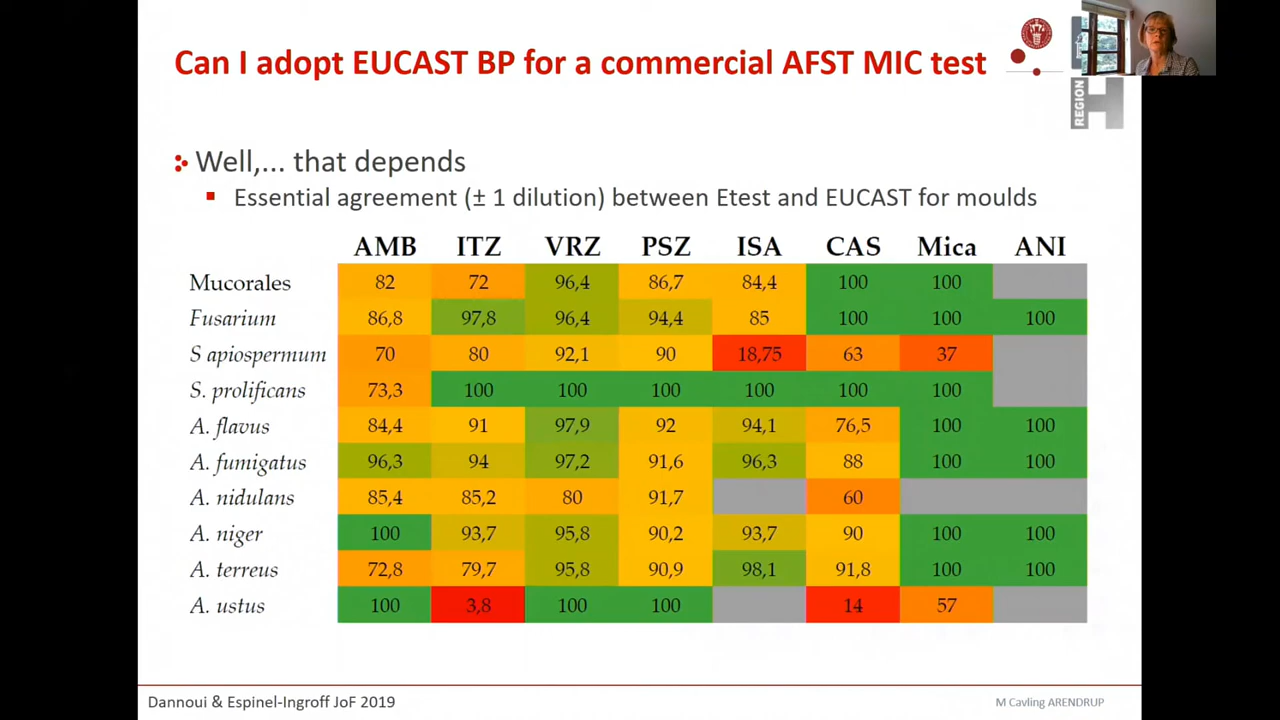 Can I adopt EUCAST BP for a commercial AFST MIC test
REGION H
Well,... that depends
Essential agreement (± 1 dilution) between Etest and EUCAST for moulds
AMB ITZ VRZ PSZ ISA CAS Mica ANI
Mucorales 82 72 96,4 86,7 84,4 100 100
Fusarium 86,8 97,8 96,4 94,4 85 100 100 100
S apiospermum 70 80 92,1 90 18,75 63 37
S. prolificans 73,3 100 100 100 100 100 100
A. flavus 84,4 91 97,9 92 94,1 76,5 100 100
A. fumigatus 96,3 94 97,2 91,6 96,3 88 100 100
A. nidulans 85,4 85,2 80 91,7 60
A. niger 100 93,7 95,8 90,2 93,7 90 100 100
A. terreus 72,8 79,7 95,8 90,9 98,1 91,8 100 100
A. ustus 100 3,8 100 100 14 57
Dannoui & Espinel-Ingroff JoF 2019
M Cavling ARENDRUP